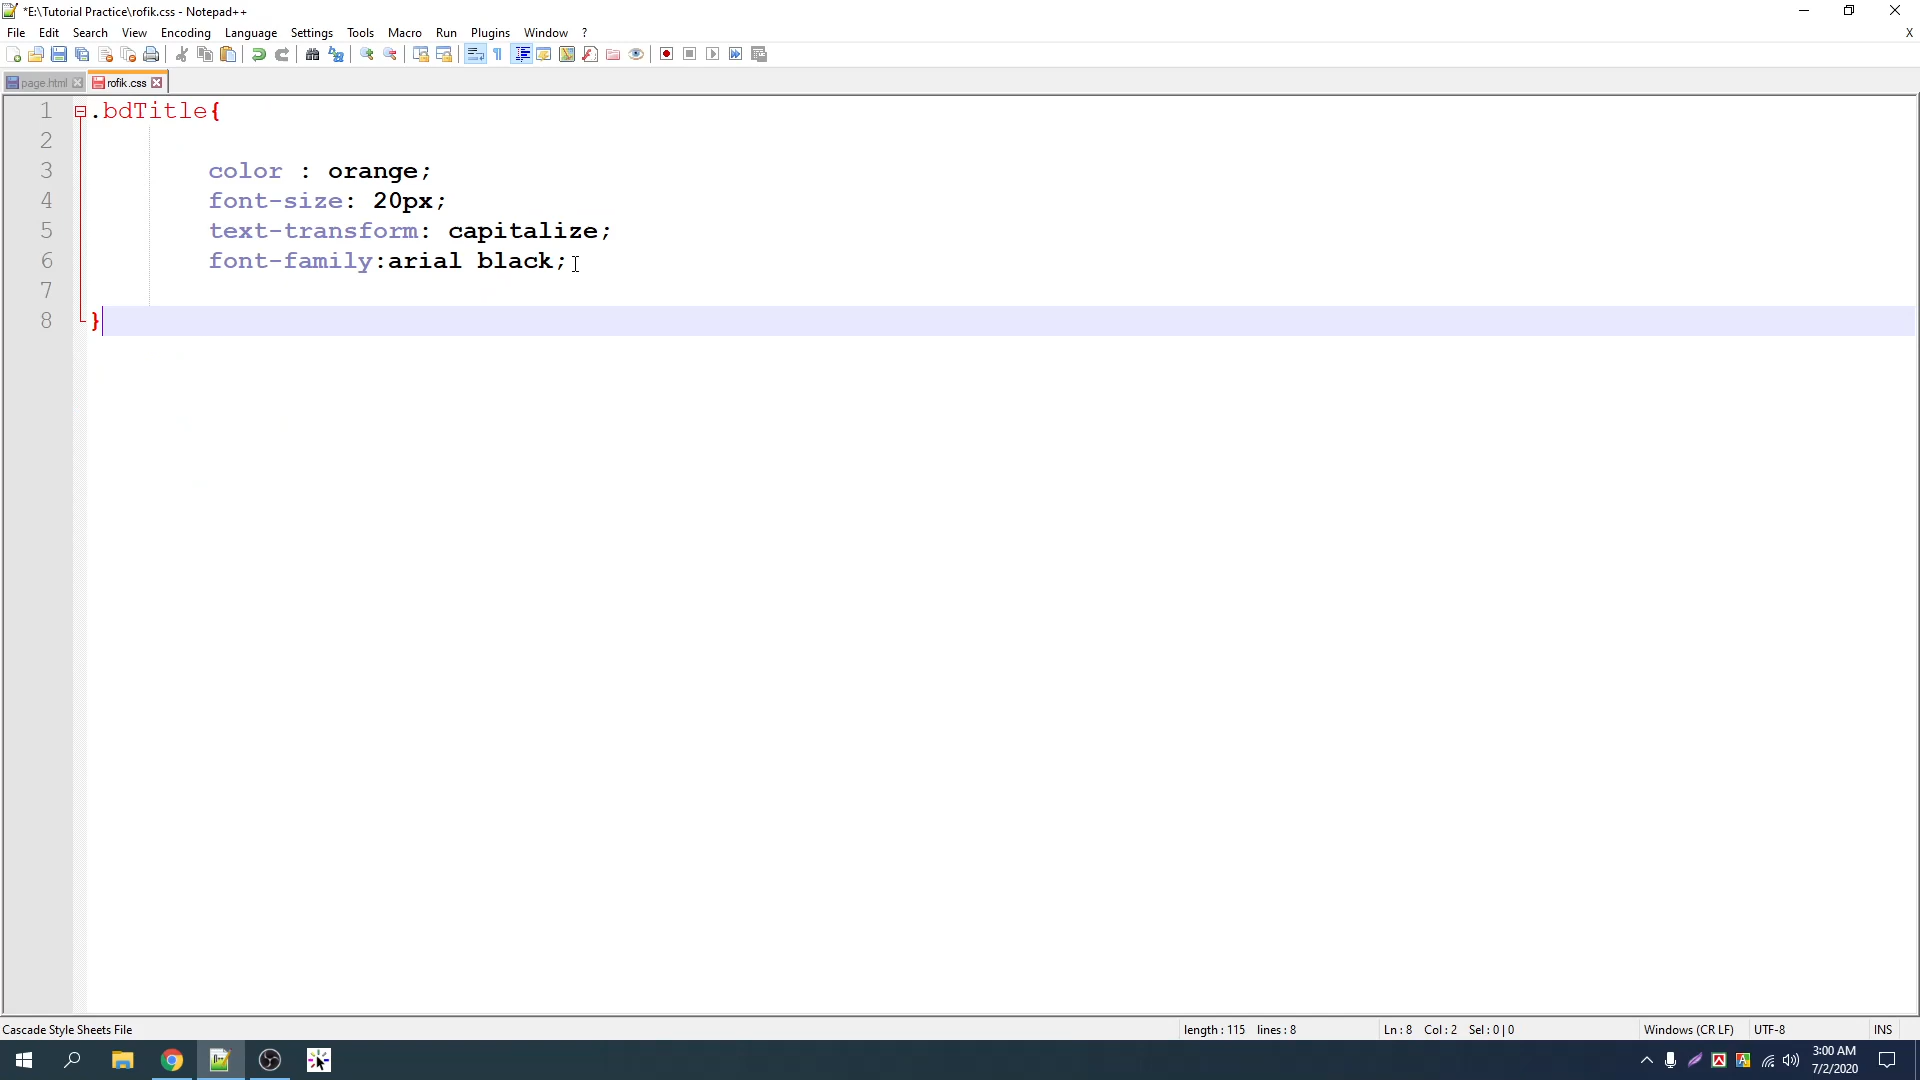 *E:\Tutorial Practice\rofik.css - Notepad++
File Edit Search View Encoding Language Settings Tools Macro Run Plugins Window ? X
page.html rofik.css
1 .bdTitle{
2
3 color : orange;
4 font-size: 20px;
5 text-transform: capitalize;
6 font-family:arial black;
7
8 }
Cascade Style Sheets File length : 115 lines : 8 Ln : 8 Col : 2 Sel : 0 | 0 Windows (CR LF) UTF-8 INS
3:00 AM
7/2/2020